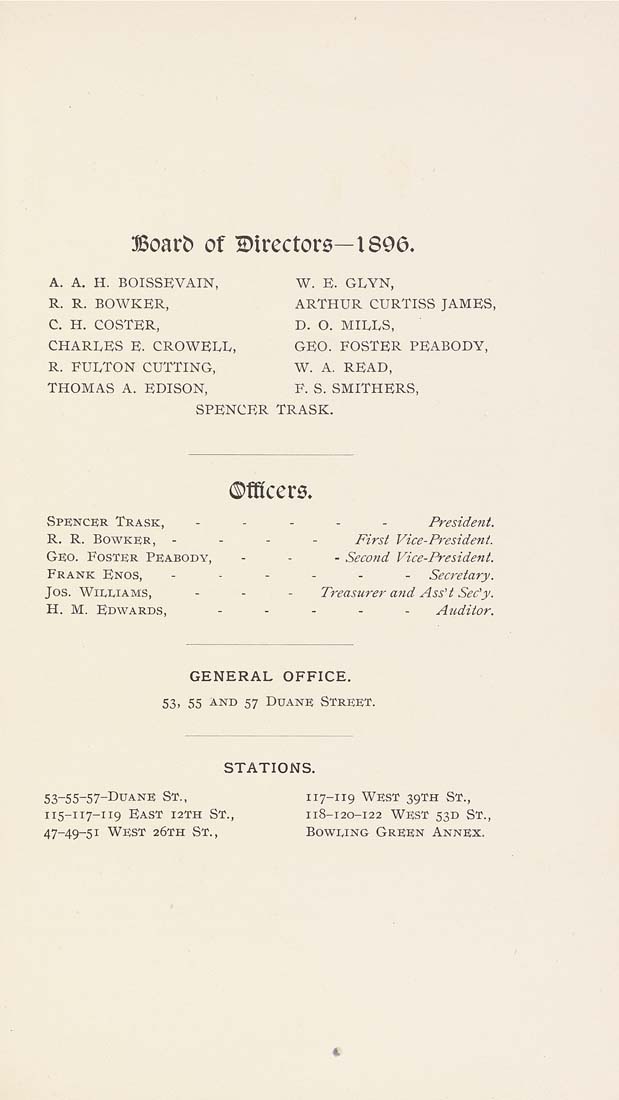 Board of Directors—1896.
A. A. H. BOISSEVAIN,
R. R. BOWKER,
C. H. COSTER,
CHARLES E. CROWELL,
R. FULTON CUTTING,
THOMAS A. EDISON,
W. E. GLYN,
ARTHUR CURTISS JAMES,
D. O. MILLS,
GEO. FOSTER PEABODY,
W. A. READ,
F. S. SMITHERS,
SPENCER TRASK.
Officers.
SPENCER TRASK, - - - - - President.
R. R. BOWKER, - - - - First Vice-President.
GEO. FOSTER PEABODY, - - - Second Vice-President.
FRANK ENOS, - - - - - - Secretary.
JOS. WILLIAMS, - - - Treasurer and Ass't Sec'y.
H. M. EDWARDS, - - - - - Auditor.
GENERAL OFFICE.
53, 55 AND 57 DUANE STREET.
STATIONS.
53–55–57–DUANE ST.,
115–117–119 EAST 12TH ST.,
47–49–51 WEST 26TH ST.,
117–119 WEST 39TH ST.,
118–120–122 WEST 53D ST.,
BOWLING GREEN ANNEX.